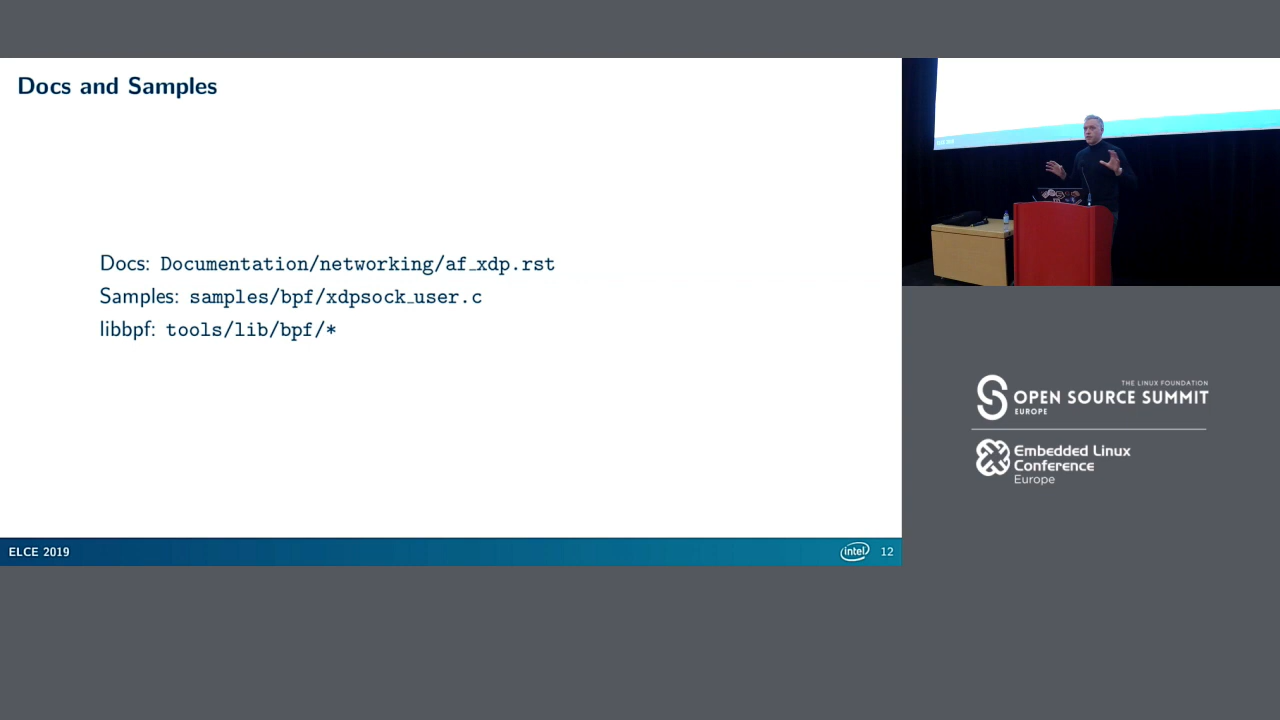 Docs and Samples
Docs: Documentation/networking/af_xdp.rst
Samples: samples/bpf/xdpsock_user.c
libbpf: tools/lib/bpf/*
ELCE 2019
intel
12
THE LINUX FOUNDATION
OPEN SOURCE SUMMIT
EUROPE
Embedded Linux
Conference
Europe